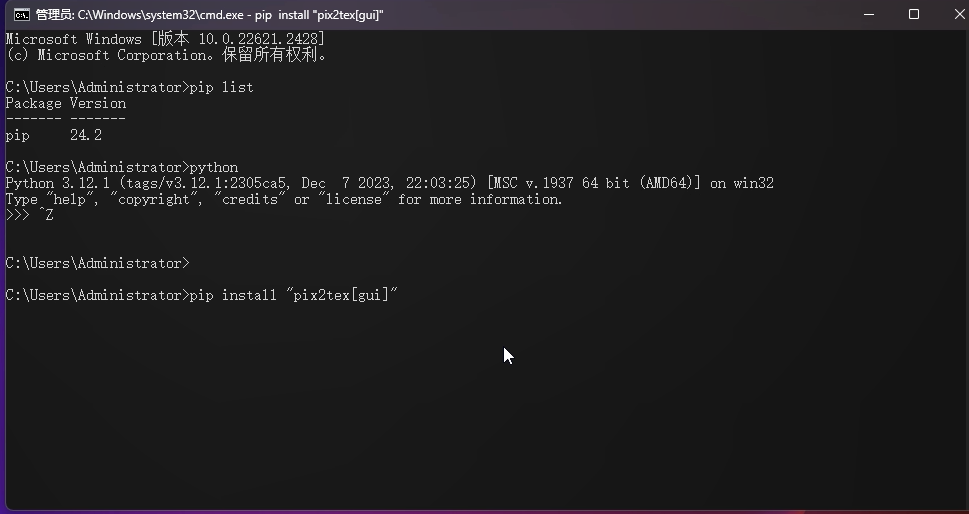 管理员: C:\Windows\system32\cmd.exe - pip  install "pix2tex[gui]"
Microsoft Windows [版本 10.0.22621.2428]
(c) Microsoft Corporation。保留所有权利。
C:\Users\Administrator>pip list
Package Version
------- -------
pip     24.2
C:\Users\Administrator>python
Python 3.12.1 (tags/v3.12.1:2305ca5, Dec  7 2023, 22:03:25) [MSC v.1937 64 bit (AMD64)] on win32
Type "help", "copyright", "credits" or "license" for more information.
>>> ^Z
C:\Users\Administrator>
C:\Users\Administrator>pip install "pix2tex[gui]"